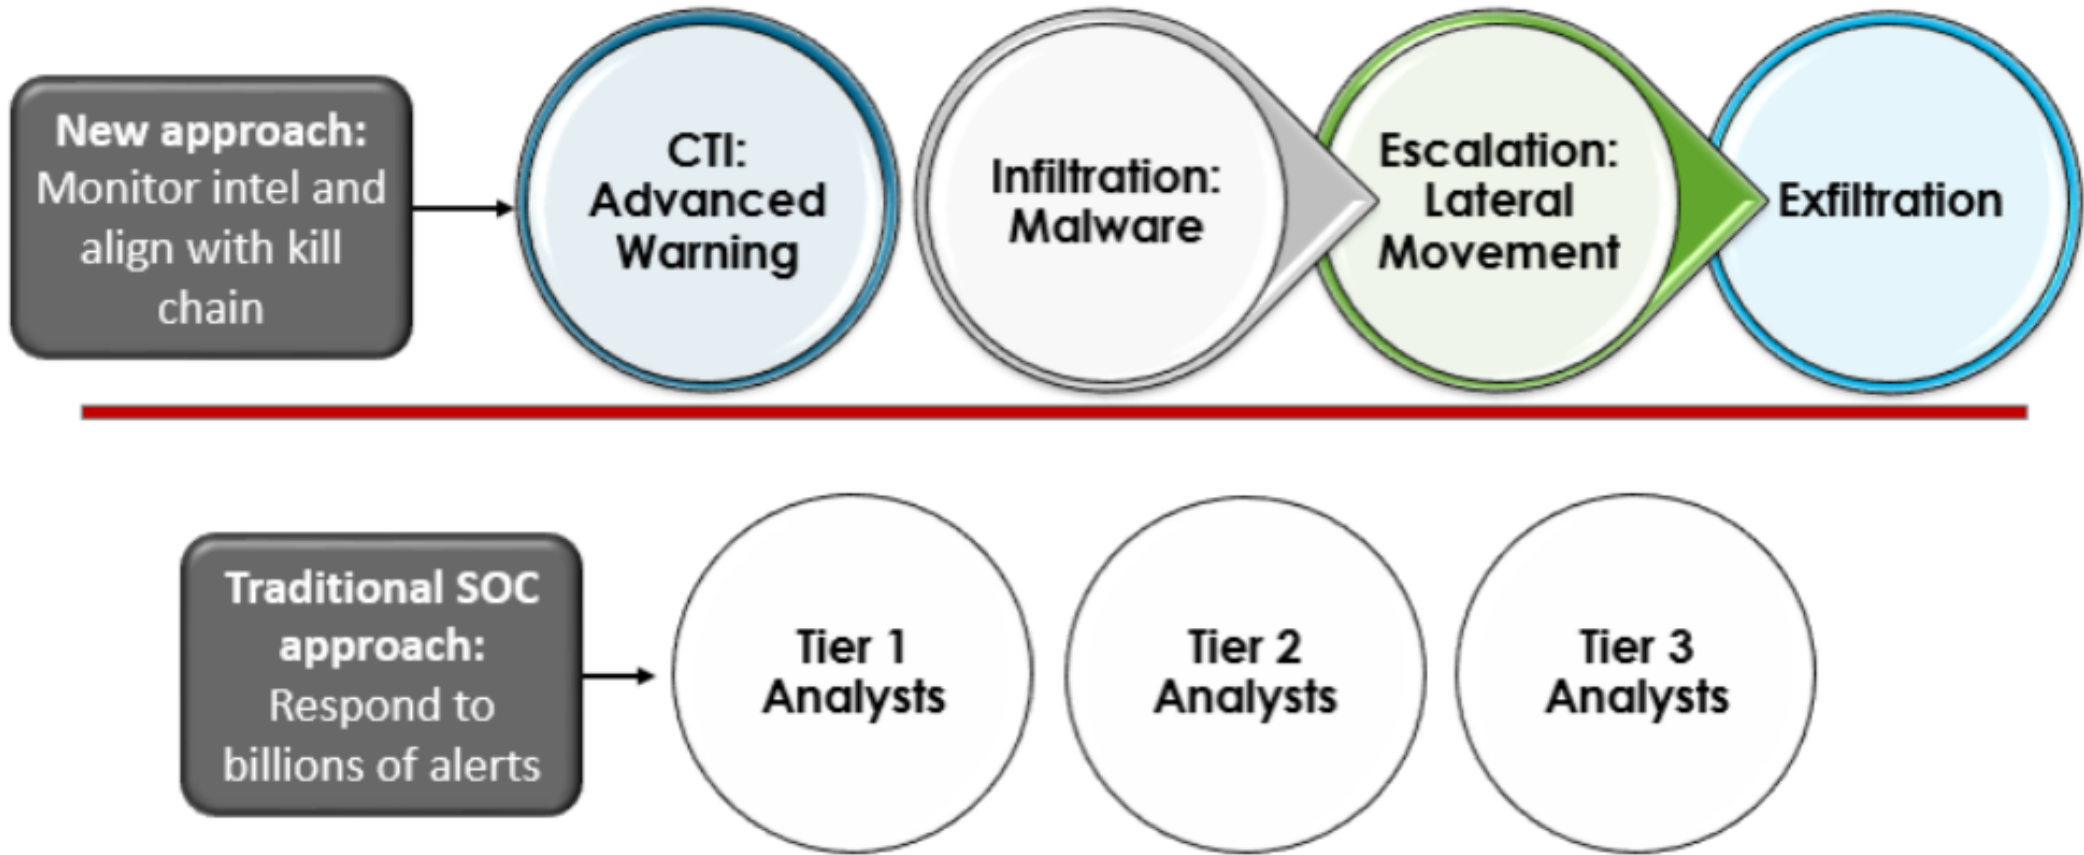 New approach:
Monitor intel and
align with kill
chain
CTI:
Advanced
Warning
Infiltration:
Malware
Escalation:
Lateral
Movement
Exfiltration
Traditional SOC
approach:
Respond to
billions of alerts
Tier 1
Analysts
Tier 2
Analysts
Tier 3
Analysts